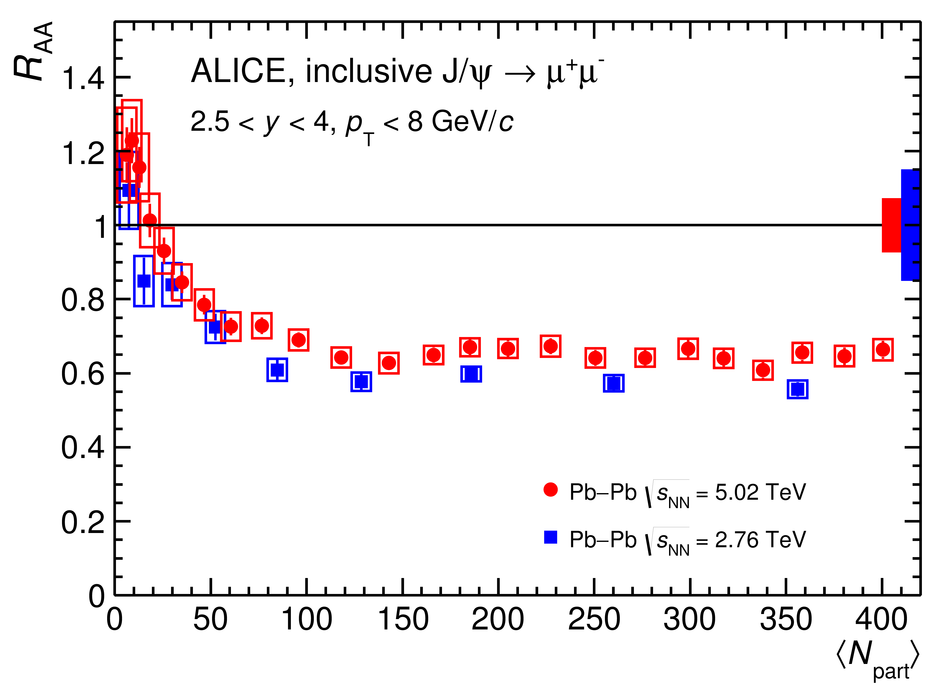 R_AA
ALICE, inclusive J/ψ → μ⁺μ⁻
2.5 < y < 4, p_T < 8 GeV/c
1.4
1.2
1
0.8
0.6
0.4
0.2
0
Pb−Pb √s_NN = 5.02 TeV
Pb−Pb √s_NN = 2.76 TeV
0 50 100 150 200 250 300 350 400
⟨N_part⟩